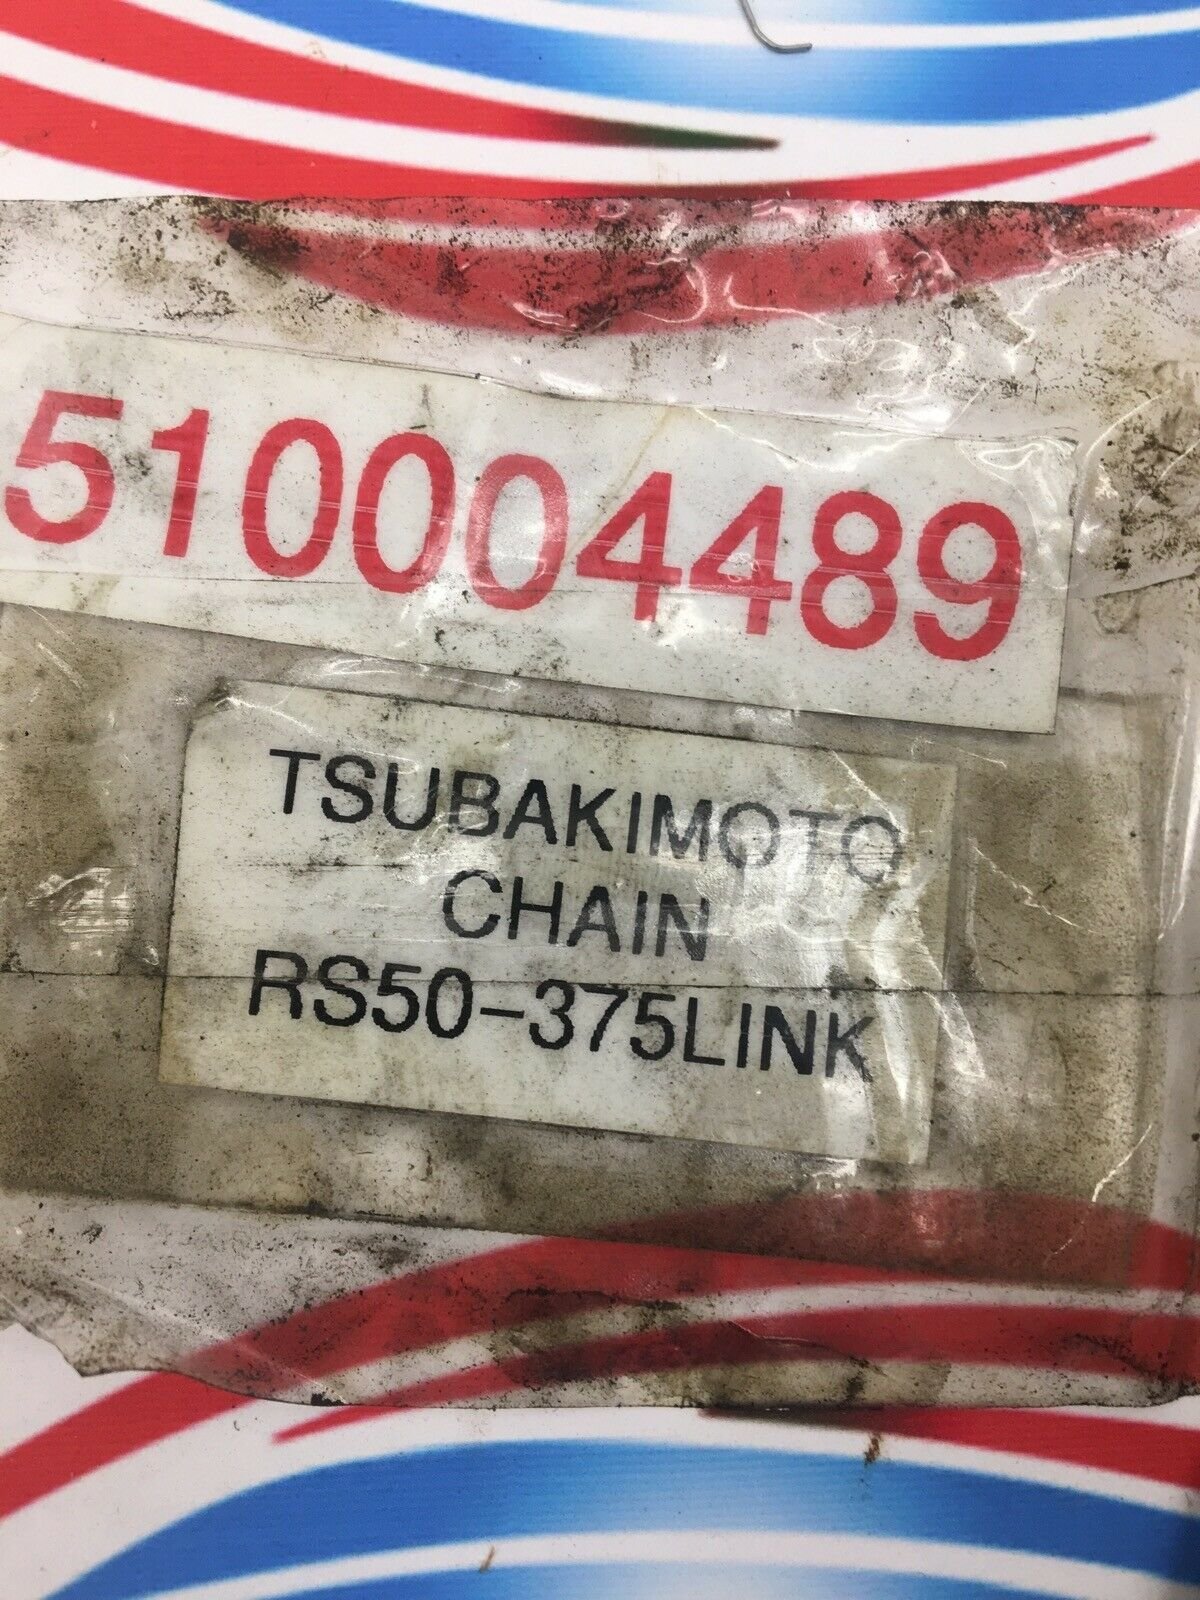 510004489
TSUBAKIMOTO
CHAIN
RS50-375LINK